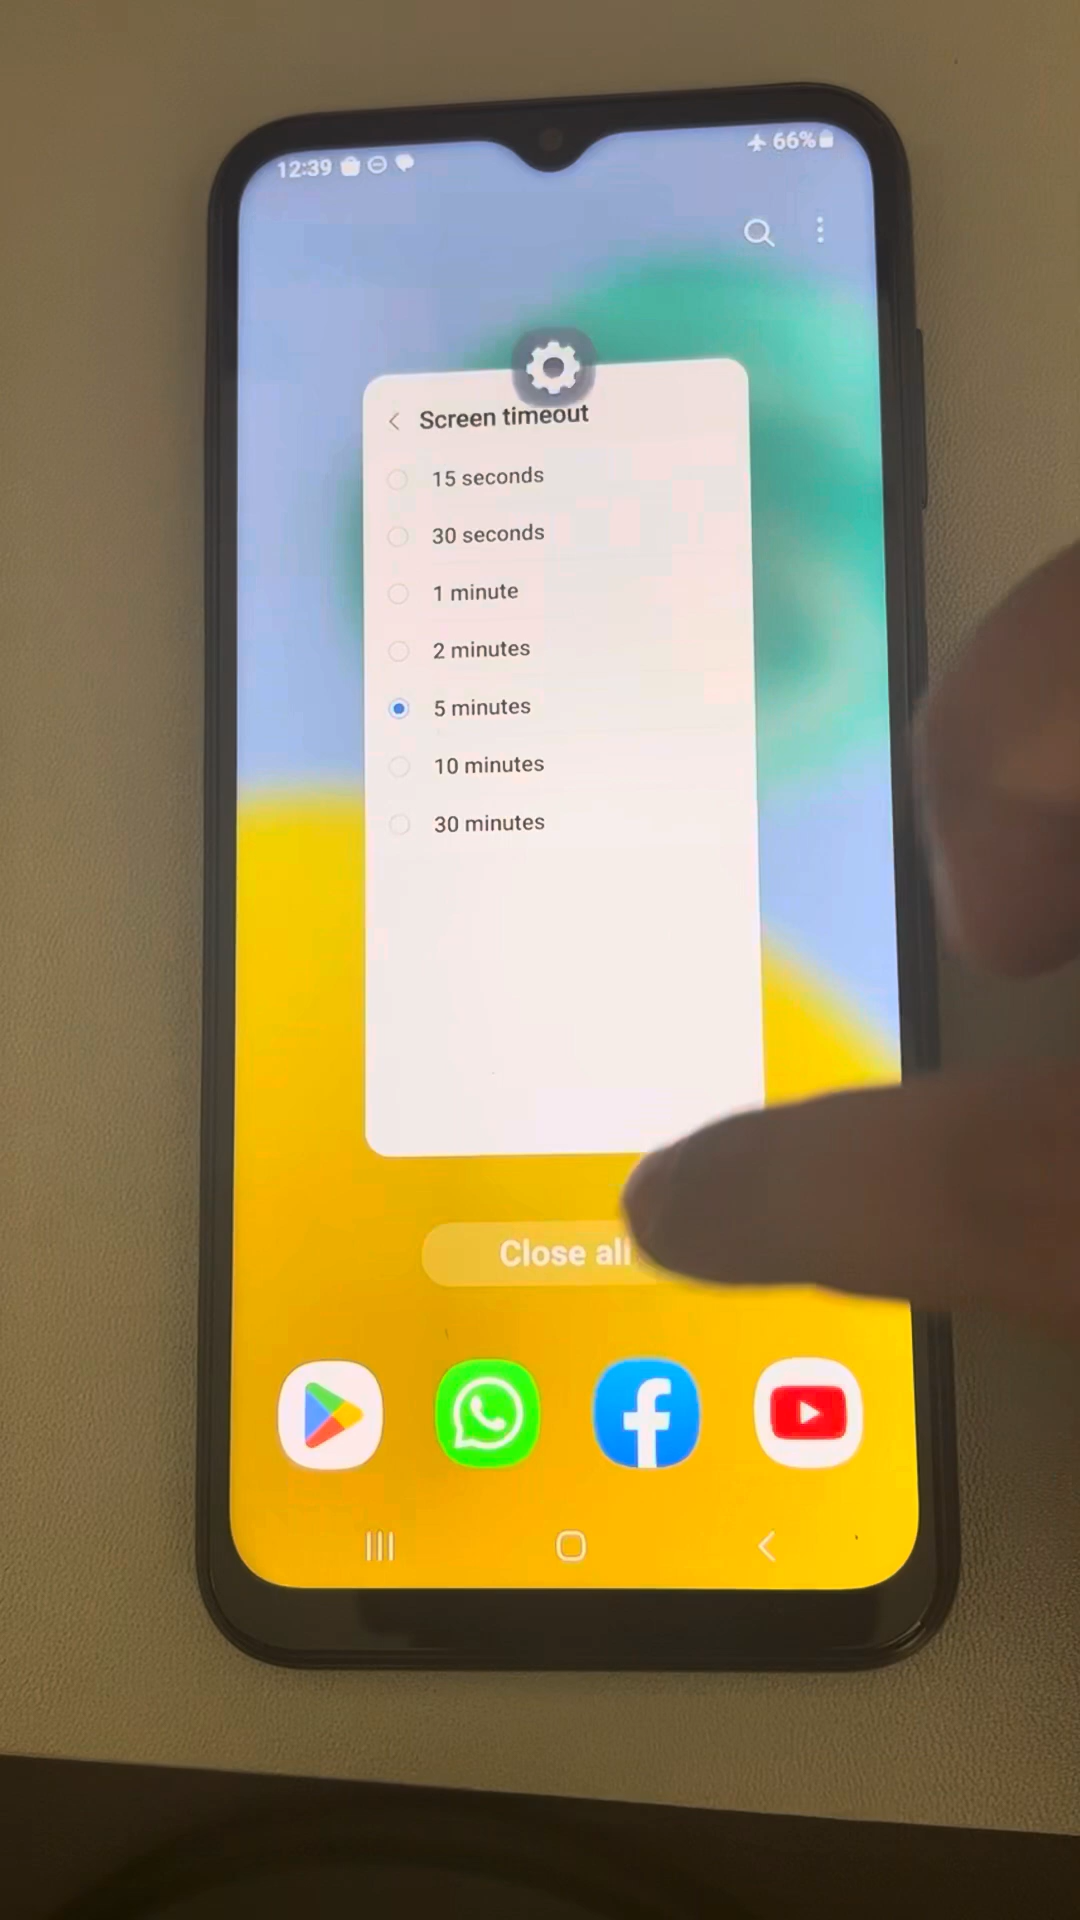 12:39
66%
Screen timeout
15 seconds
30 seconds
1 minute
2 minutes
5 minutes
10 minutes
30 minutes
Close all